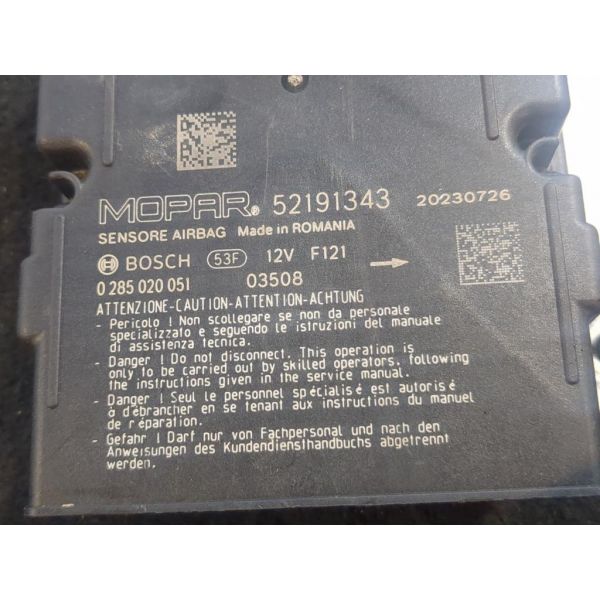 MOPAR® 52191343 20230726
SENSORE AIRBAG Made in ROMANIA
BOSCH 53F 12V F121
0 285 020 051 03508
ATTENZIONE-CAUTION-ATTENTION-ACHTUNG
- Pericolo ! Non scollegare se non da personale
specializzato e seguendo le istruzioni del manuale
di assistenza tecnica.
- Danger ! Do not disconnect. This operation is
only to be carried out by skilled operators, following
the instructions given in the service manual.
- Danger ! Seul le personnel spécialisé est autorisé
à débrancher en se tenant aux instructions du manuel
de réparation.
- Gefahr ! Darf nur von Fachpersonal und nach den
Anweisungen des Kundendiensthandbuchs abgetrennt
werden.